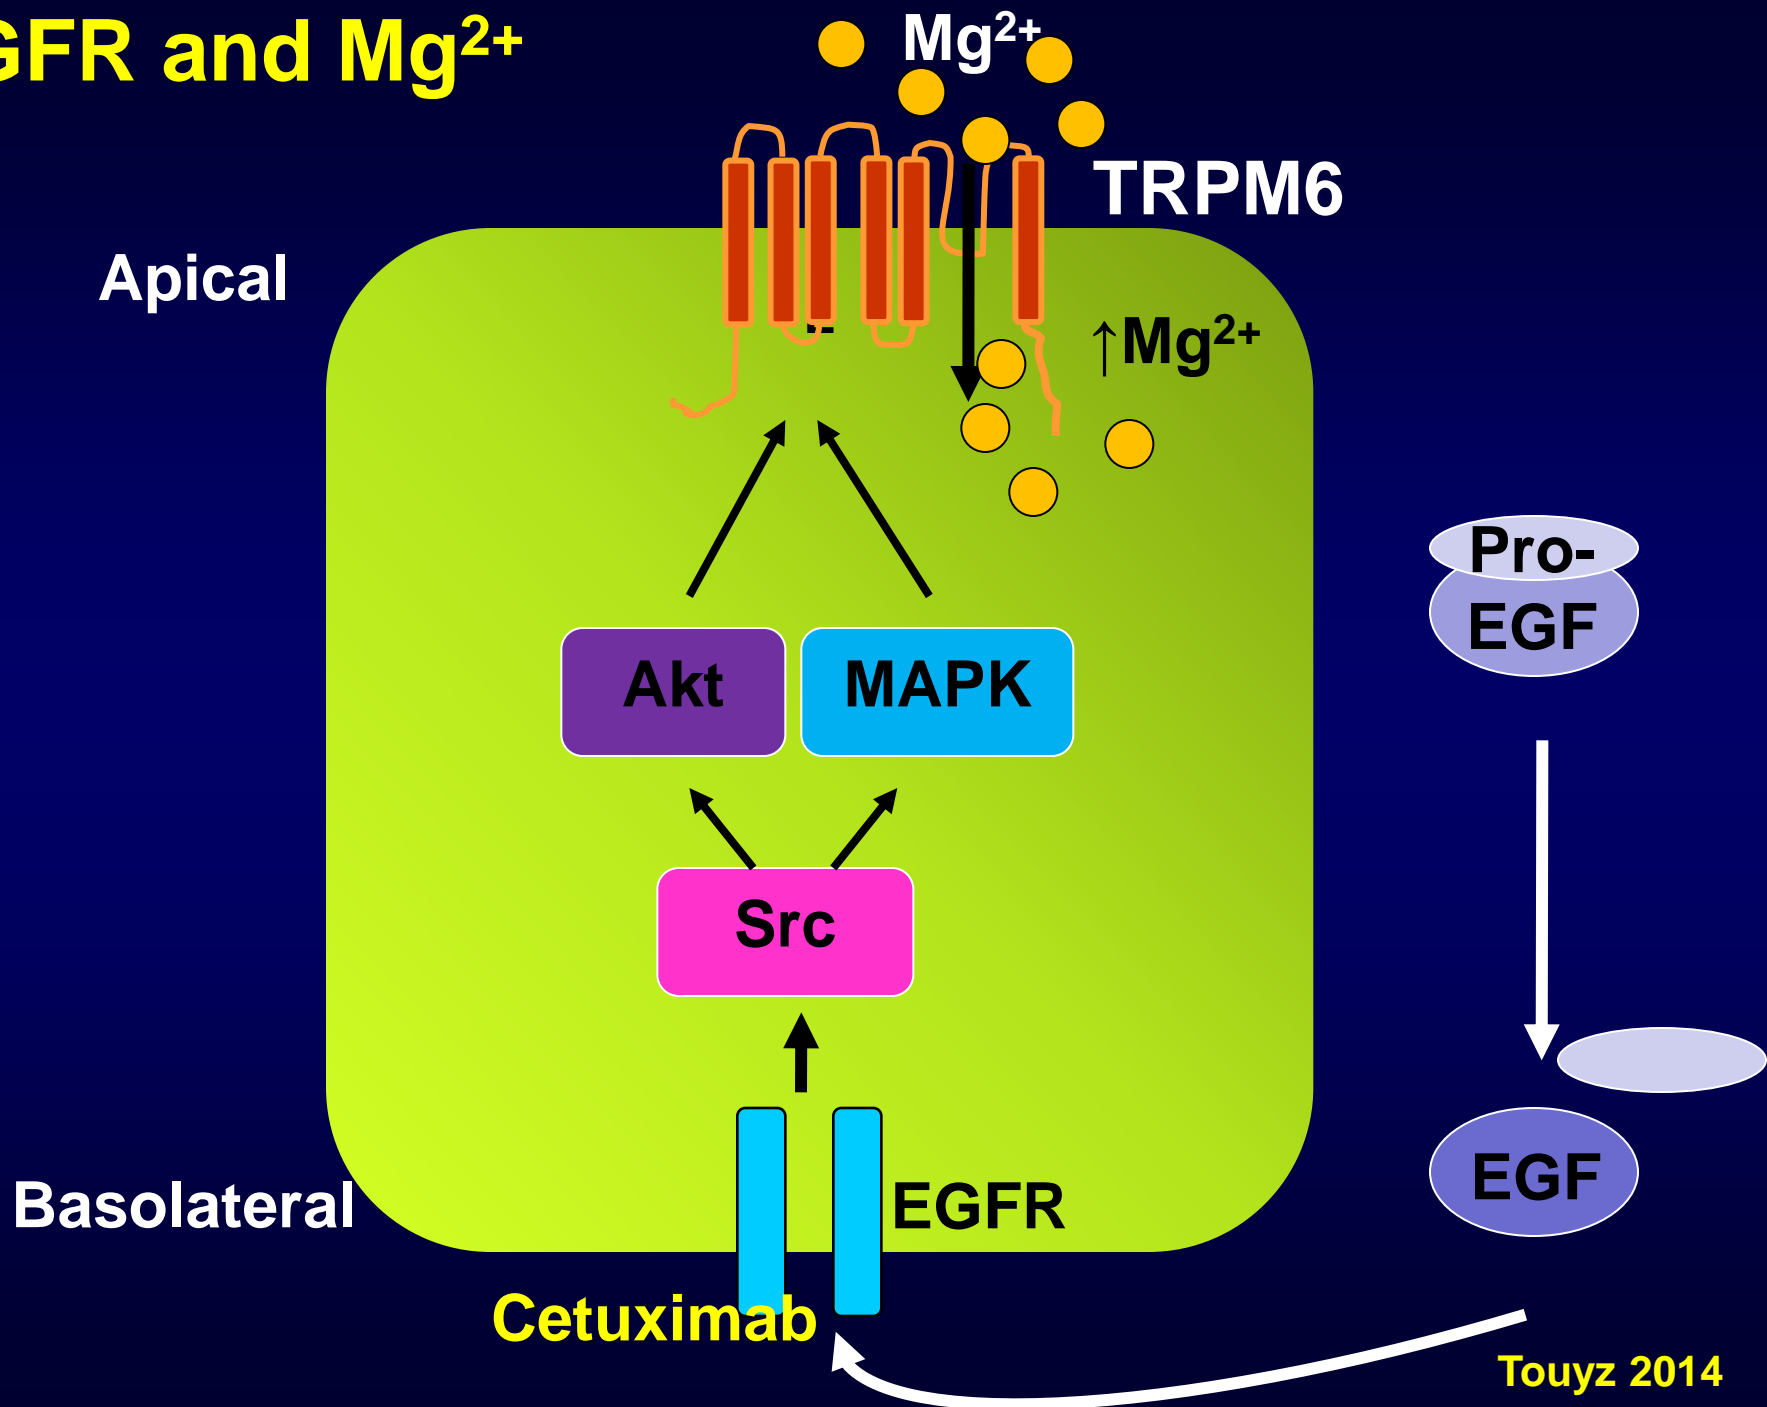 GFR and Mg²⁺
Mg²⁺
TRPM6
Apical
↑Mg²⁺
Pro-
EGF
Akt
MAPK
Src
EGF
Basolateral
EGFR
Cetuximab
Touyz 2014